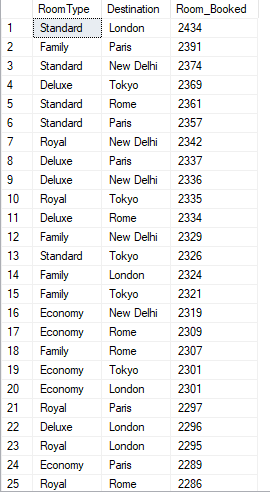 RoomType Destination Room_Booked
1 Standard London 2434
2 Family Paris 2391
3 Standard New Delhi 2374
4 Deluxe Tokyo 2369
5 Standard Rome 2361
6 Standard Paris 2357
7 Royal New Delhi 2342
8 Deluxe Paris 2337
9 Deluxe New Delhi 2336
10 Royal Tokyo 2335
11 Deluxe Rome 2334
12 Family New Delhi 2329
13 Standard Tokyo 2326
14 Family London 2324
15 Family Tokyo 2321
16 Economy New Delhi 2319
17 Economy Rome 2309
18 Family Rome 2307
19 Economy Tokyo 2301
20 Economy London 2301
21 Royal Paris 2297
22 Deluxe London 2296
23 Royal London 2295
24 Economy Paris 2289
25 Royal Rome 2286